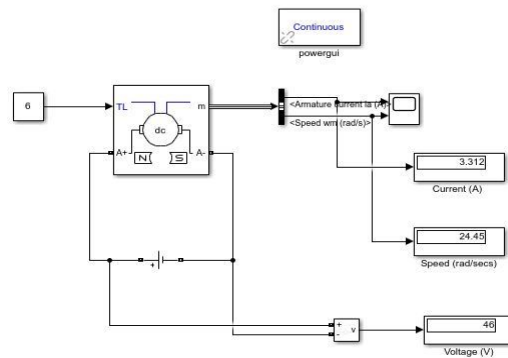 Continuous
powergui
6
TL
m
dc
A+
N
S
A-
<Armature current ia (A)>
<Speed wm (rad/s)>
3.312
Current (A)
24.45
Speed (rad/secs)
+
+
-
v
46
Voltage (V)